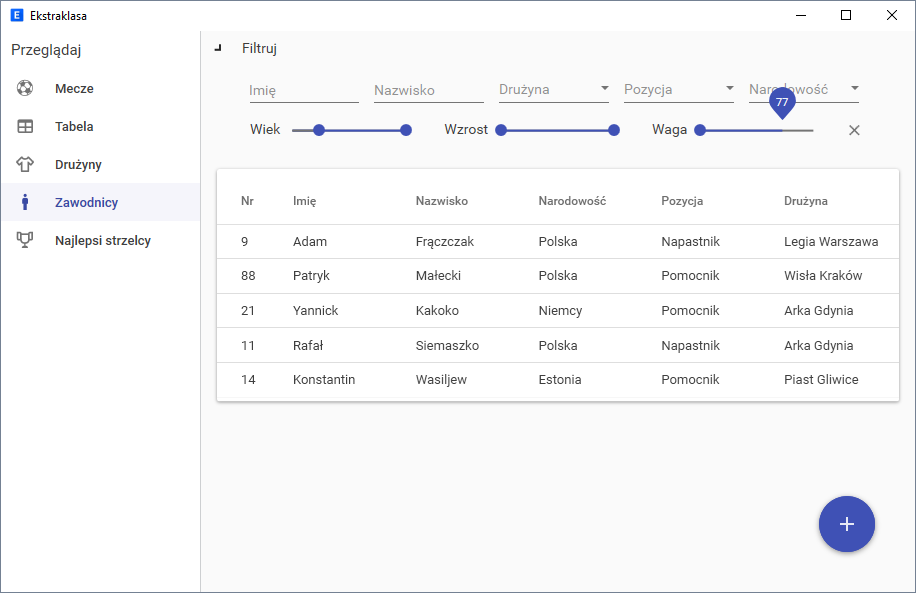 E Ekstraklasa
Przeglądaj
Mecze
Tabela
Drużyny
Zawodnicy
Najlepsi strzelcy
Filtruj
Imię Nazwisko Drużyna Pozycja Narodowość
77
Wiek Wzrost Waga
Nr Imię Nazwisko Narodowość Pozycja Drużyna
9 Adam Frączczak Polska Napastnik Legia Warszawa
88 Patryk Małecki Polska Pomocnik Wisła Kraków
21 Yannick Kakoko Niemcy Pomocnik Arka Gdynia
11 Rafał Siemaszko Polska Napastnik Arka Gdynia
14 Konstantin Wasiljew Estonia Pomocnik Piast Gliwice